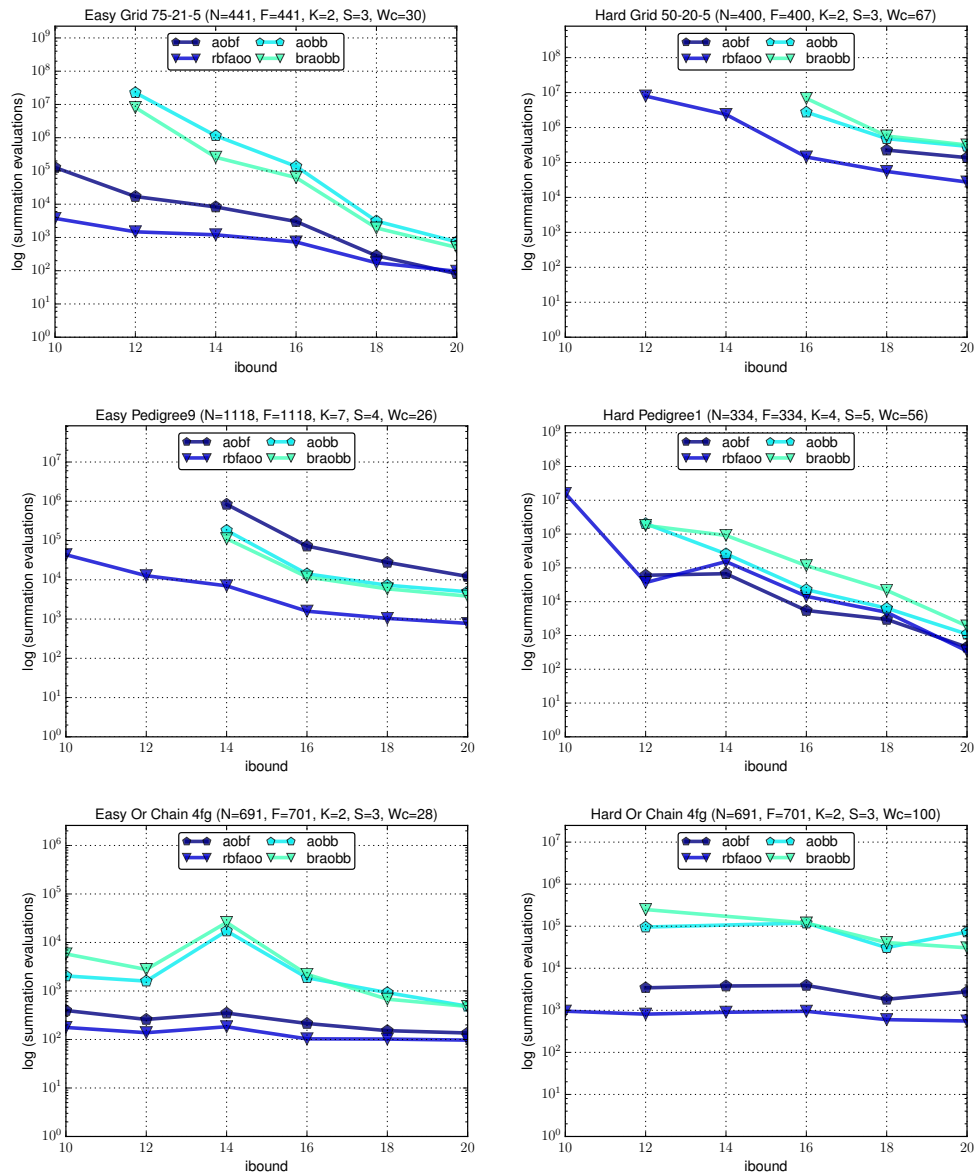 Easy Grid 75-21-5 (N=441, F=441, K=2, S=3, Wc=30)
aobf aobb
rbfaoo braobb
log (summation evaluations)
10^9
10^8
10^7
10^6
10^5
10^4
10^3
10^2
10^1
10^0
10 12 14 16 18 20
ibound
Hard Grid 50-20-5 (N=400, F=400, K=2, S=3, Wc=67)
aobf aobb
rbfaoo braobb
log (summation evaluations)
10^8
10^7
10^6
10^5
10^4
10^3
10^2
10^1
10^0
10 12 14 16 18 20
ibound
Easy Pedigree9 (N=1118, F=1118, K=7, S=4, Wc=26)
aobf aobb
rbfaoo braobb
log (summation evaluations)
10^7
10^6
10^5
10^4
10^3
10^2
10^1
10^0
10 12 14 16 18 20
ibound
Hard Pedigree1 (N=334, F=334, K=4, S=5, Wc=56)
aobf aobb
rbfaoo braobb
log (summation evaluations)
10^9
10^8
10^7
10^6
10^5
10^4
10^3
10^2
10^1
10^0
10 12 14 16 18 20
ibound
Easy Or Chain 4fg (N=691, F=701, K=2, S=3, Wc=28)
aobf aobb
rbfaoo braobb
log (summation evaluations)
10^6
10^5
10^4
10^3
10^2
10^1
10^0
10 12 14 16 18 20
ibound
Hard Or Chain 4fg (N=691, F=701, K=2, S=3, Wc=100)
aobf aobb
rbfaoo braobb
log (summation evaluations)
10^7
10^6
10^5
10^4
10^3
10^2
10^1
10^0
10 12 14 16 18 20
ibound